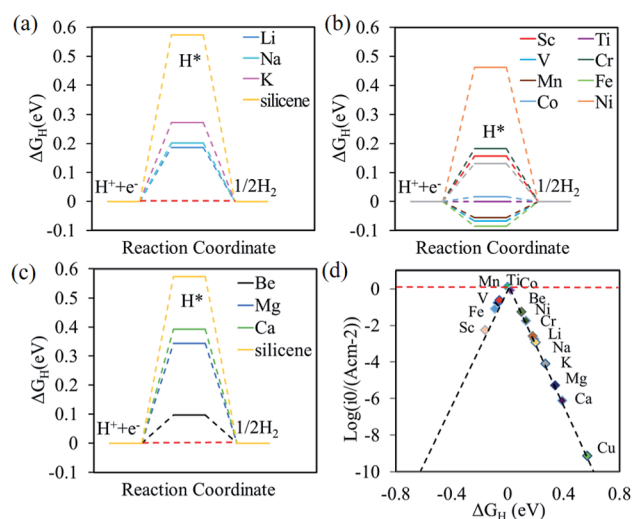 (a)
0.6
0.5
0.4
0.3
0.2
0.1
0
-0.1
ΔG_H(eV)
H*
H⁺+e⁻
1/2H₂
Li
Na
K
silicene
Reaction Coordinate
(b)
0.6
0.5
0.4
0.3
0.2
0.1
0
-0.1
ΔG_H(eV)
Sc Ti
V Cr
Mn Fe
Co Ni
H*
H⁺+e⁻
1/2H₂
Reaction Coordinate
(c)
0.6
0.5
0.4
0.3
0.2
0.1
0
-0.1
ΔG_H(eV)
H*
H⁺+e⁻
1/2H₂
Be
Mg
Ca
silicene
Reaction Coordinate
(d)
0
-2
-4
-6
-8
-10
Log(i0/(Acm-2))
Mn Ti Co
V Be
Fe Ni
Sc Cr
Li
Na
K
Mg
Ca
Cu
-0.8 -0.4 0 0.4 0.8
ΔG_H (eV)